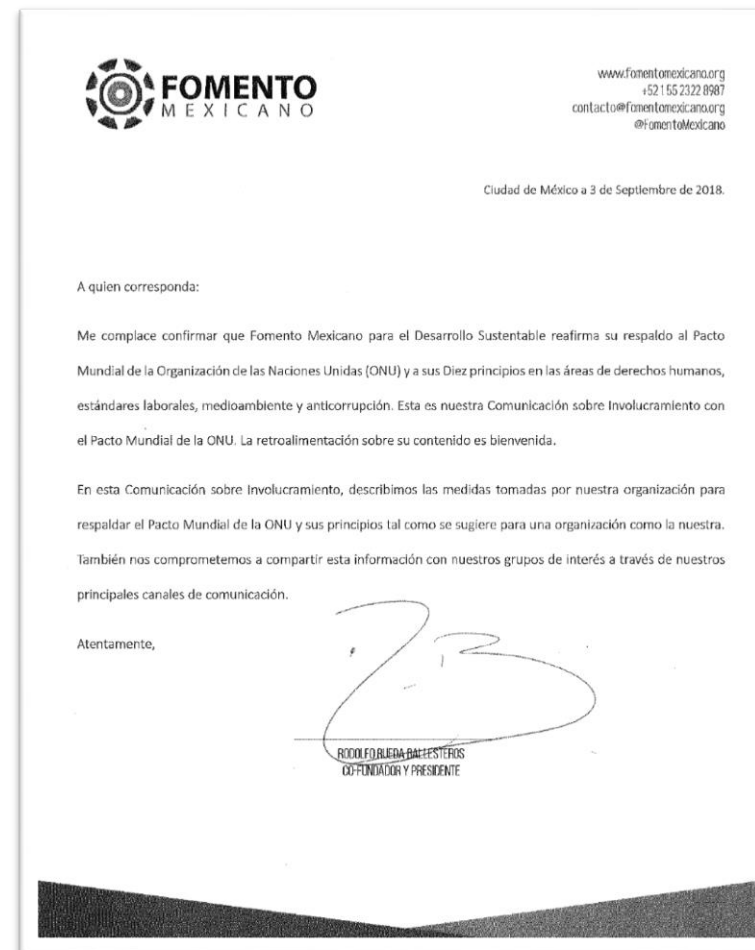 FOMENTO
MEXICANO
www.fomentomexicano.org
+52 1 55 2322 8987
contacto@fomentomexicano.org
@FomentoMexicano
Ciudad de México a 3 de Septiembre de 2018.
A quien corresponda:
Me complace confirmar que Fomento Mexicano para el Desarrollo Sustentable reafirma su respaldo al Pacto
Mundial de la Organización de las Naciones Unidas (ONU) y a sus Diez principios en las áreas de derechos humanos,
estándares laborales, medioambiente y anticorrupción. Esta es nuestra Comunicación sobre Involucramiento con
el Pacto Mundial de la ONU. La retroalimentación sobre su contenido es bienvenida.
En esta Comunicación sobre Involucramiento, describimos las medidas tomadas por nuestra organización para
respaldar el Pacto Mundial de la ONU y sus principios tal como se sugiere para una organización como la nuestra.
También nos comprometemos a compartir esta información con nuestros grupos de interés a través de nuestros
principales canales de comunicación.
Atentamente,
RODOLFO RUEDA BALLESTEROS
CO-FUNDADOR Y PRESIDENTE